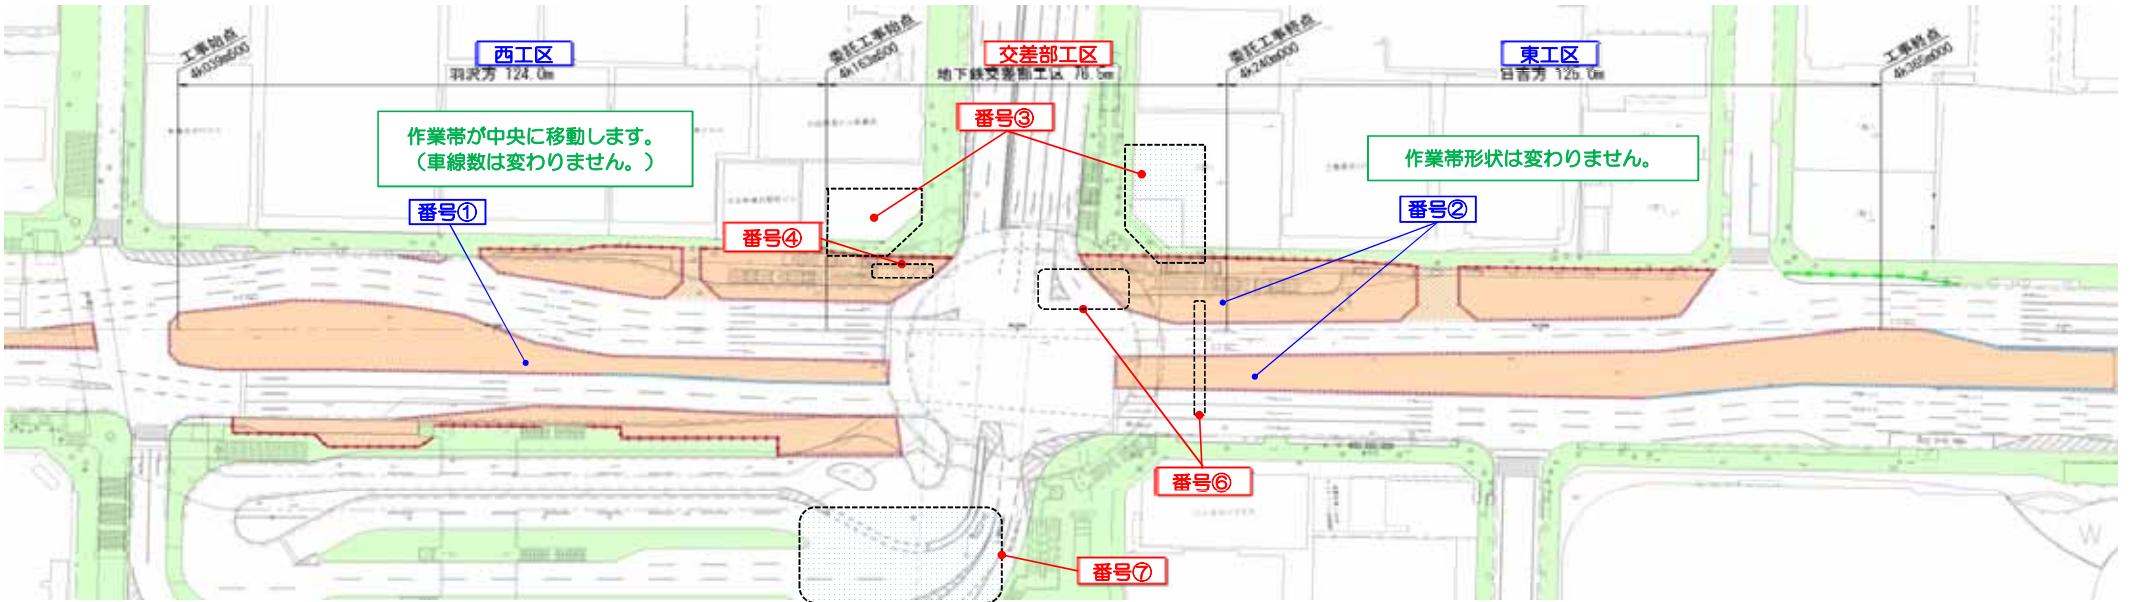 工事始点
4k039m600
西工区
羽沢方 124.0m
委託工事始点
4k163m600
交差部工区
地下鉄交差部工区 76.5m
委託工事終点
4k240m000
東工区
日吉方 125.0m
工事終点
4k365m000
作業帯が中央に移動します。
（車線数は変わりません。）
番号③
作業帯形状は変わりません。
番号①
番号②
番号④
番号⑥
番号⑦
W